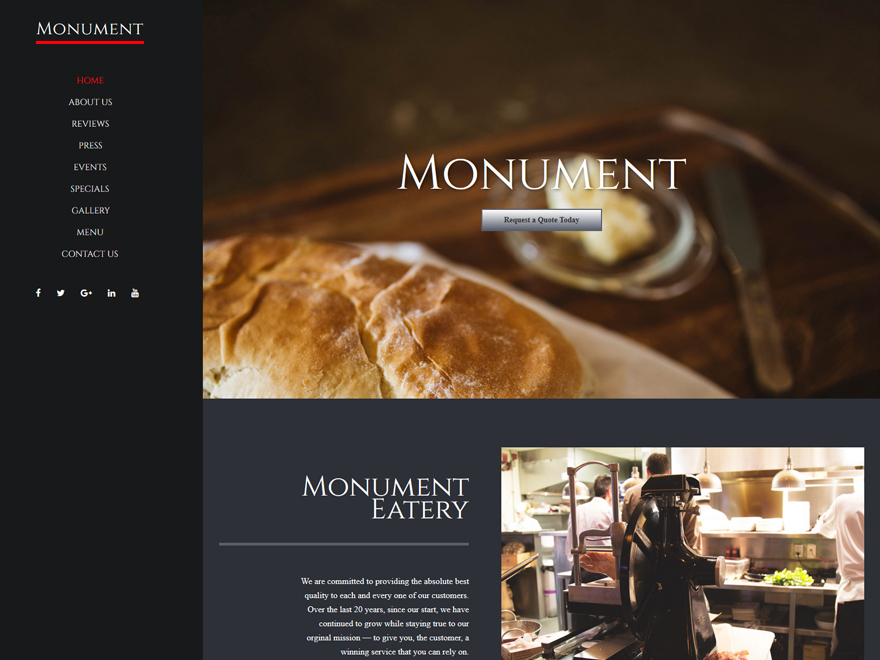 Monument
HOME
ABOUT US
REVIEWS
PRESS
EVENTS
SPECIALS
GALLERY
MENU
CONTACT US
Monument
Request a Quote Today
Monument
Eatery
We are committed to providing the absolute best
quality to each and every one of our customers.
Over the last 20 years, since our start, we have
continued to grow while staying true to our
orginal mission — to give you, the customer, a
winning service that you can rely on.